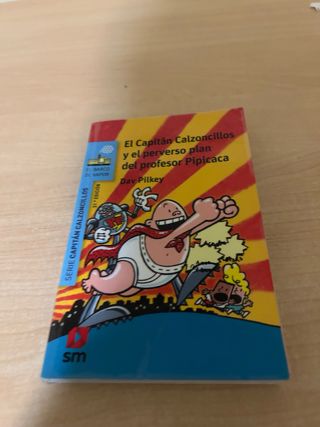 El Capitán Calzoncillos
y el perverso plan
del profesor Pipicaca
Dav Pilkey
EL BARCO
DE VAPOR
SERIE CAPITÁN CALZONCILLOS
sm